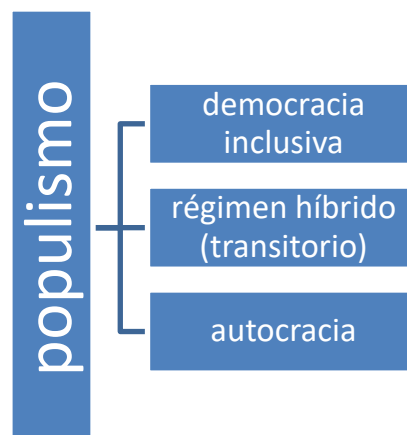 populismo
democracia
inclusiva
régimen híbrido
(transitorio)
autocracia